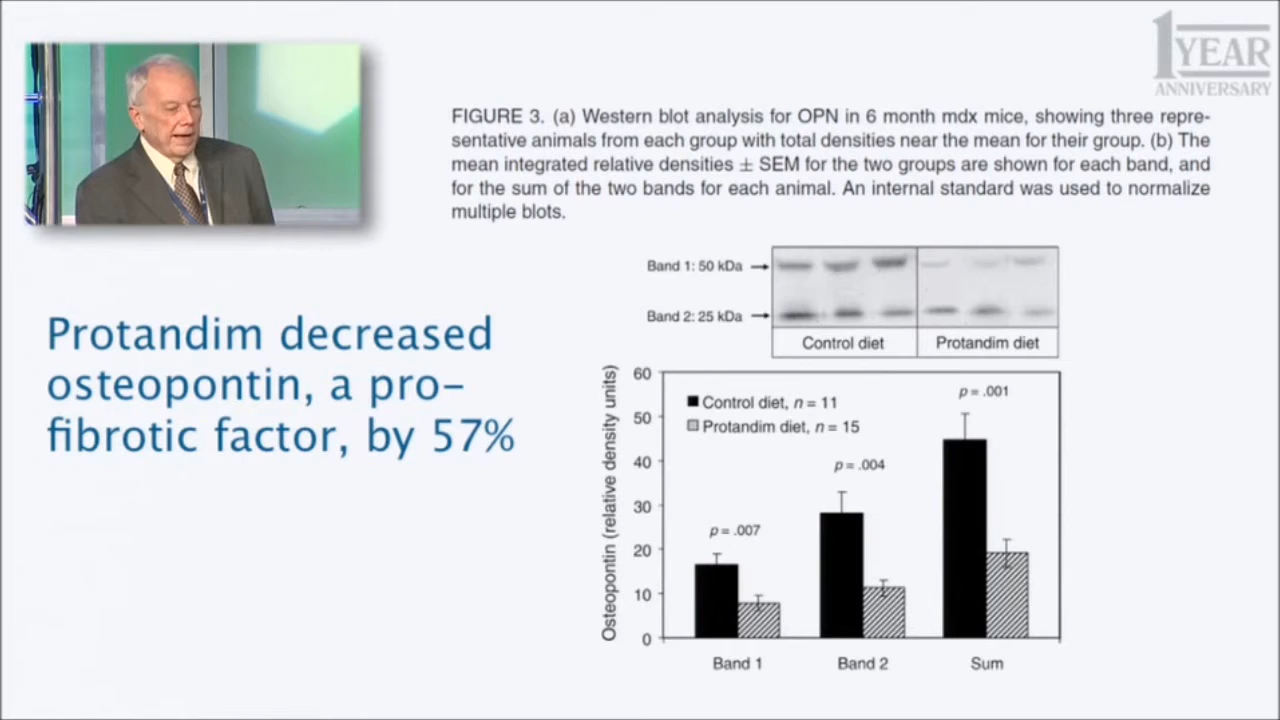 1 YEAR
ANNIVERSARY
FIGURE 3. (a) Western blot analysis for OPN in 6 month mdx mice, showing three repre-
sentative animals from each group with total densities near the mean for their group. (b) The
mean integrated relative densities ± SEM for the two groups are shown for each band, and
for the sum of the two bands for each animal. An internal standard was used to normalize
multiple blots.
Protandim decreased
osteopontin, a pro-
fibrotic factor, by 57%
Band 1: 50 kDa
Band 2: 25 kDa
Control diet
Protandim diet
Osteopontin (relative density units)
60
50
40
30
20
10
0
Control diet, n = 11
Protandim diet, n = 15
p = .007
p = .004
p = .001
Band 1
Band 2
Sum